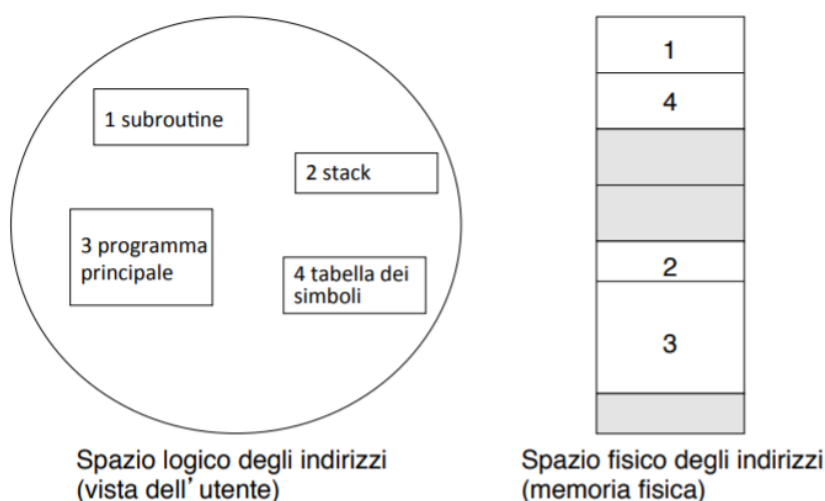 1 subroutine
2 stack
3 programma
principale
4 tabella dei
simboli
Spazio logico degli indirizzi
(vista dell' utente)
1
4
2
3
Spazio fisico degli indirizzi
(memoria fisica)